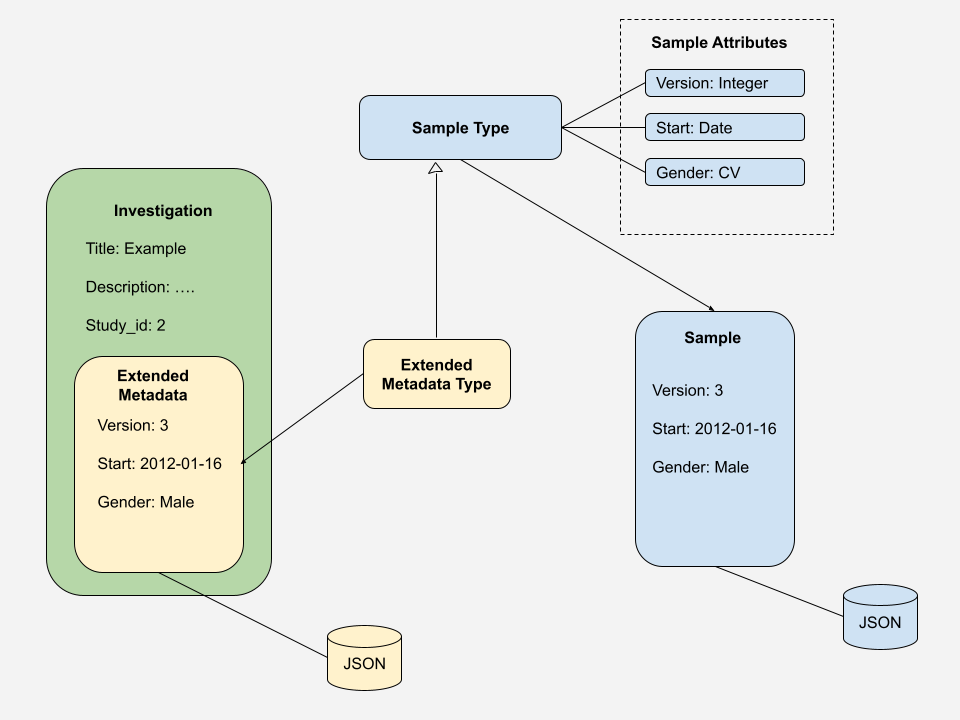 Sample Attributes
Version: Integer
Start: Date
Gender: CV
Sample Type
Investigation
Title: Example
Description: ….
Study_id: 2
Extended
Metadata
Version: 3
Start: 2012-01-16
Gender: Male
Extended
Metadata Type
Sample
Version: 3
Start: 2012-01-16
Gender: Male
JSON
JSON